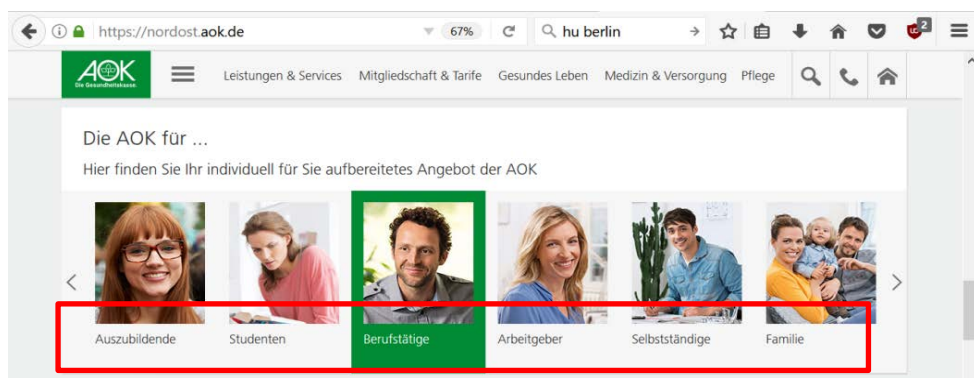 https://nordost.aok.de 67% hu berlin 2
AOK
Die Gesundheitskasse.
Leistungen & Services Mitgliedschaft & Tarife Gesundes Leben Medizin & Versorgung Pflege
Die AOK für ...
Hier finden Sie Ihr individuell für Sie aufbereitetes Angebot der AOK
Auszubildende Studenten Berufstätige Arbeitgeber Selbstständige Familie